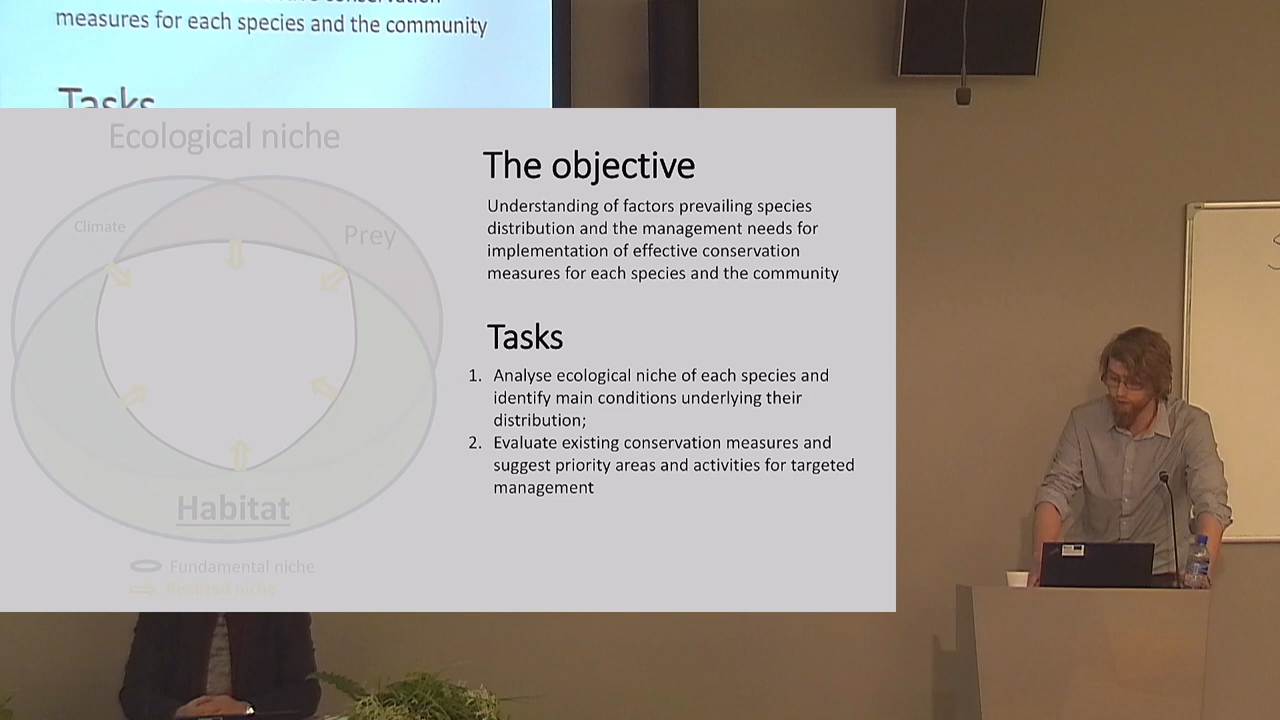 measures for each species and the community
Tasks
Ecological niche
Climate
Prey
Habitat
Fundamental niche
Realized niche
The objective
Understanding of factors prevailing species
distribution and the management needs for
implementation of effective conservation
measures for each species and the community
Tasks
1. Analyse ecological niche of each species and
identify main conditions underlying their
distribution;
2. Evaluate existing conservation measures and
suggest priority areas and activities for targeted
management